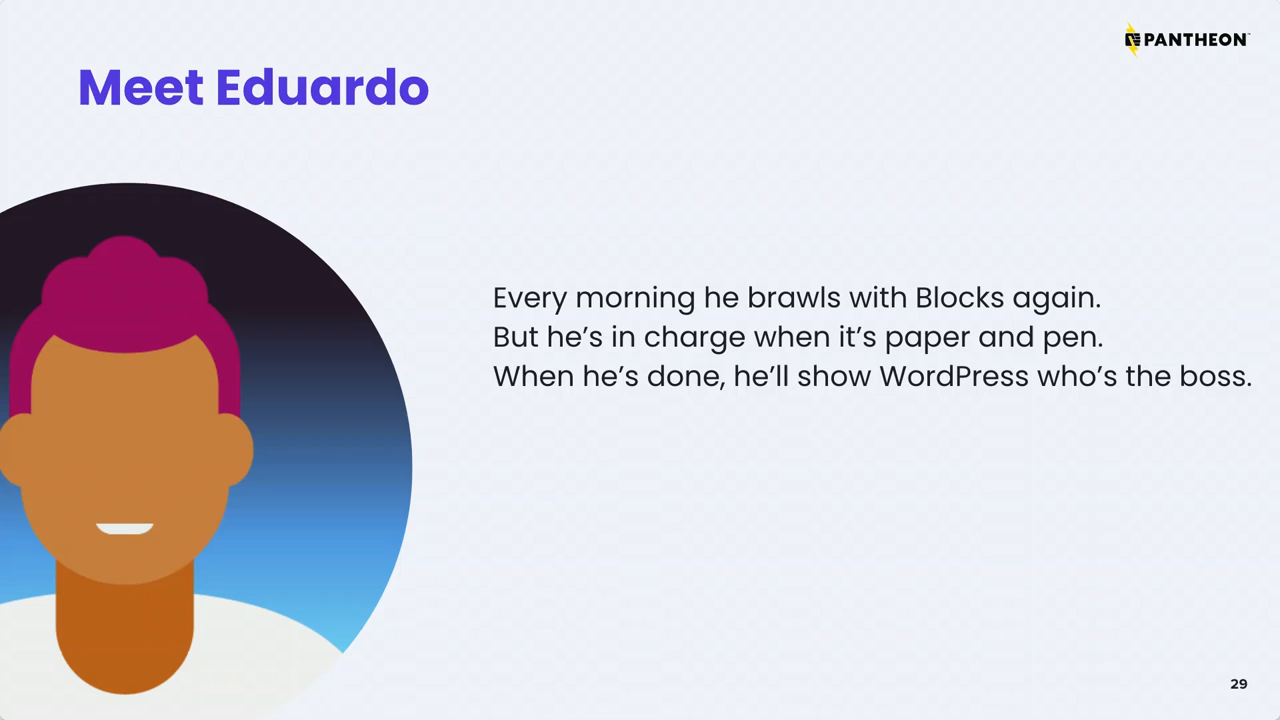 PANTHEON
Meet Eduardo
Every morning he brawls with Blocks again.
But he’s in charge when it’s paper and pen.
When he’s done, he’ll show WordPress who’s the boss.
29